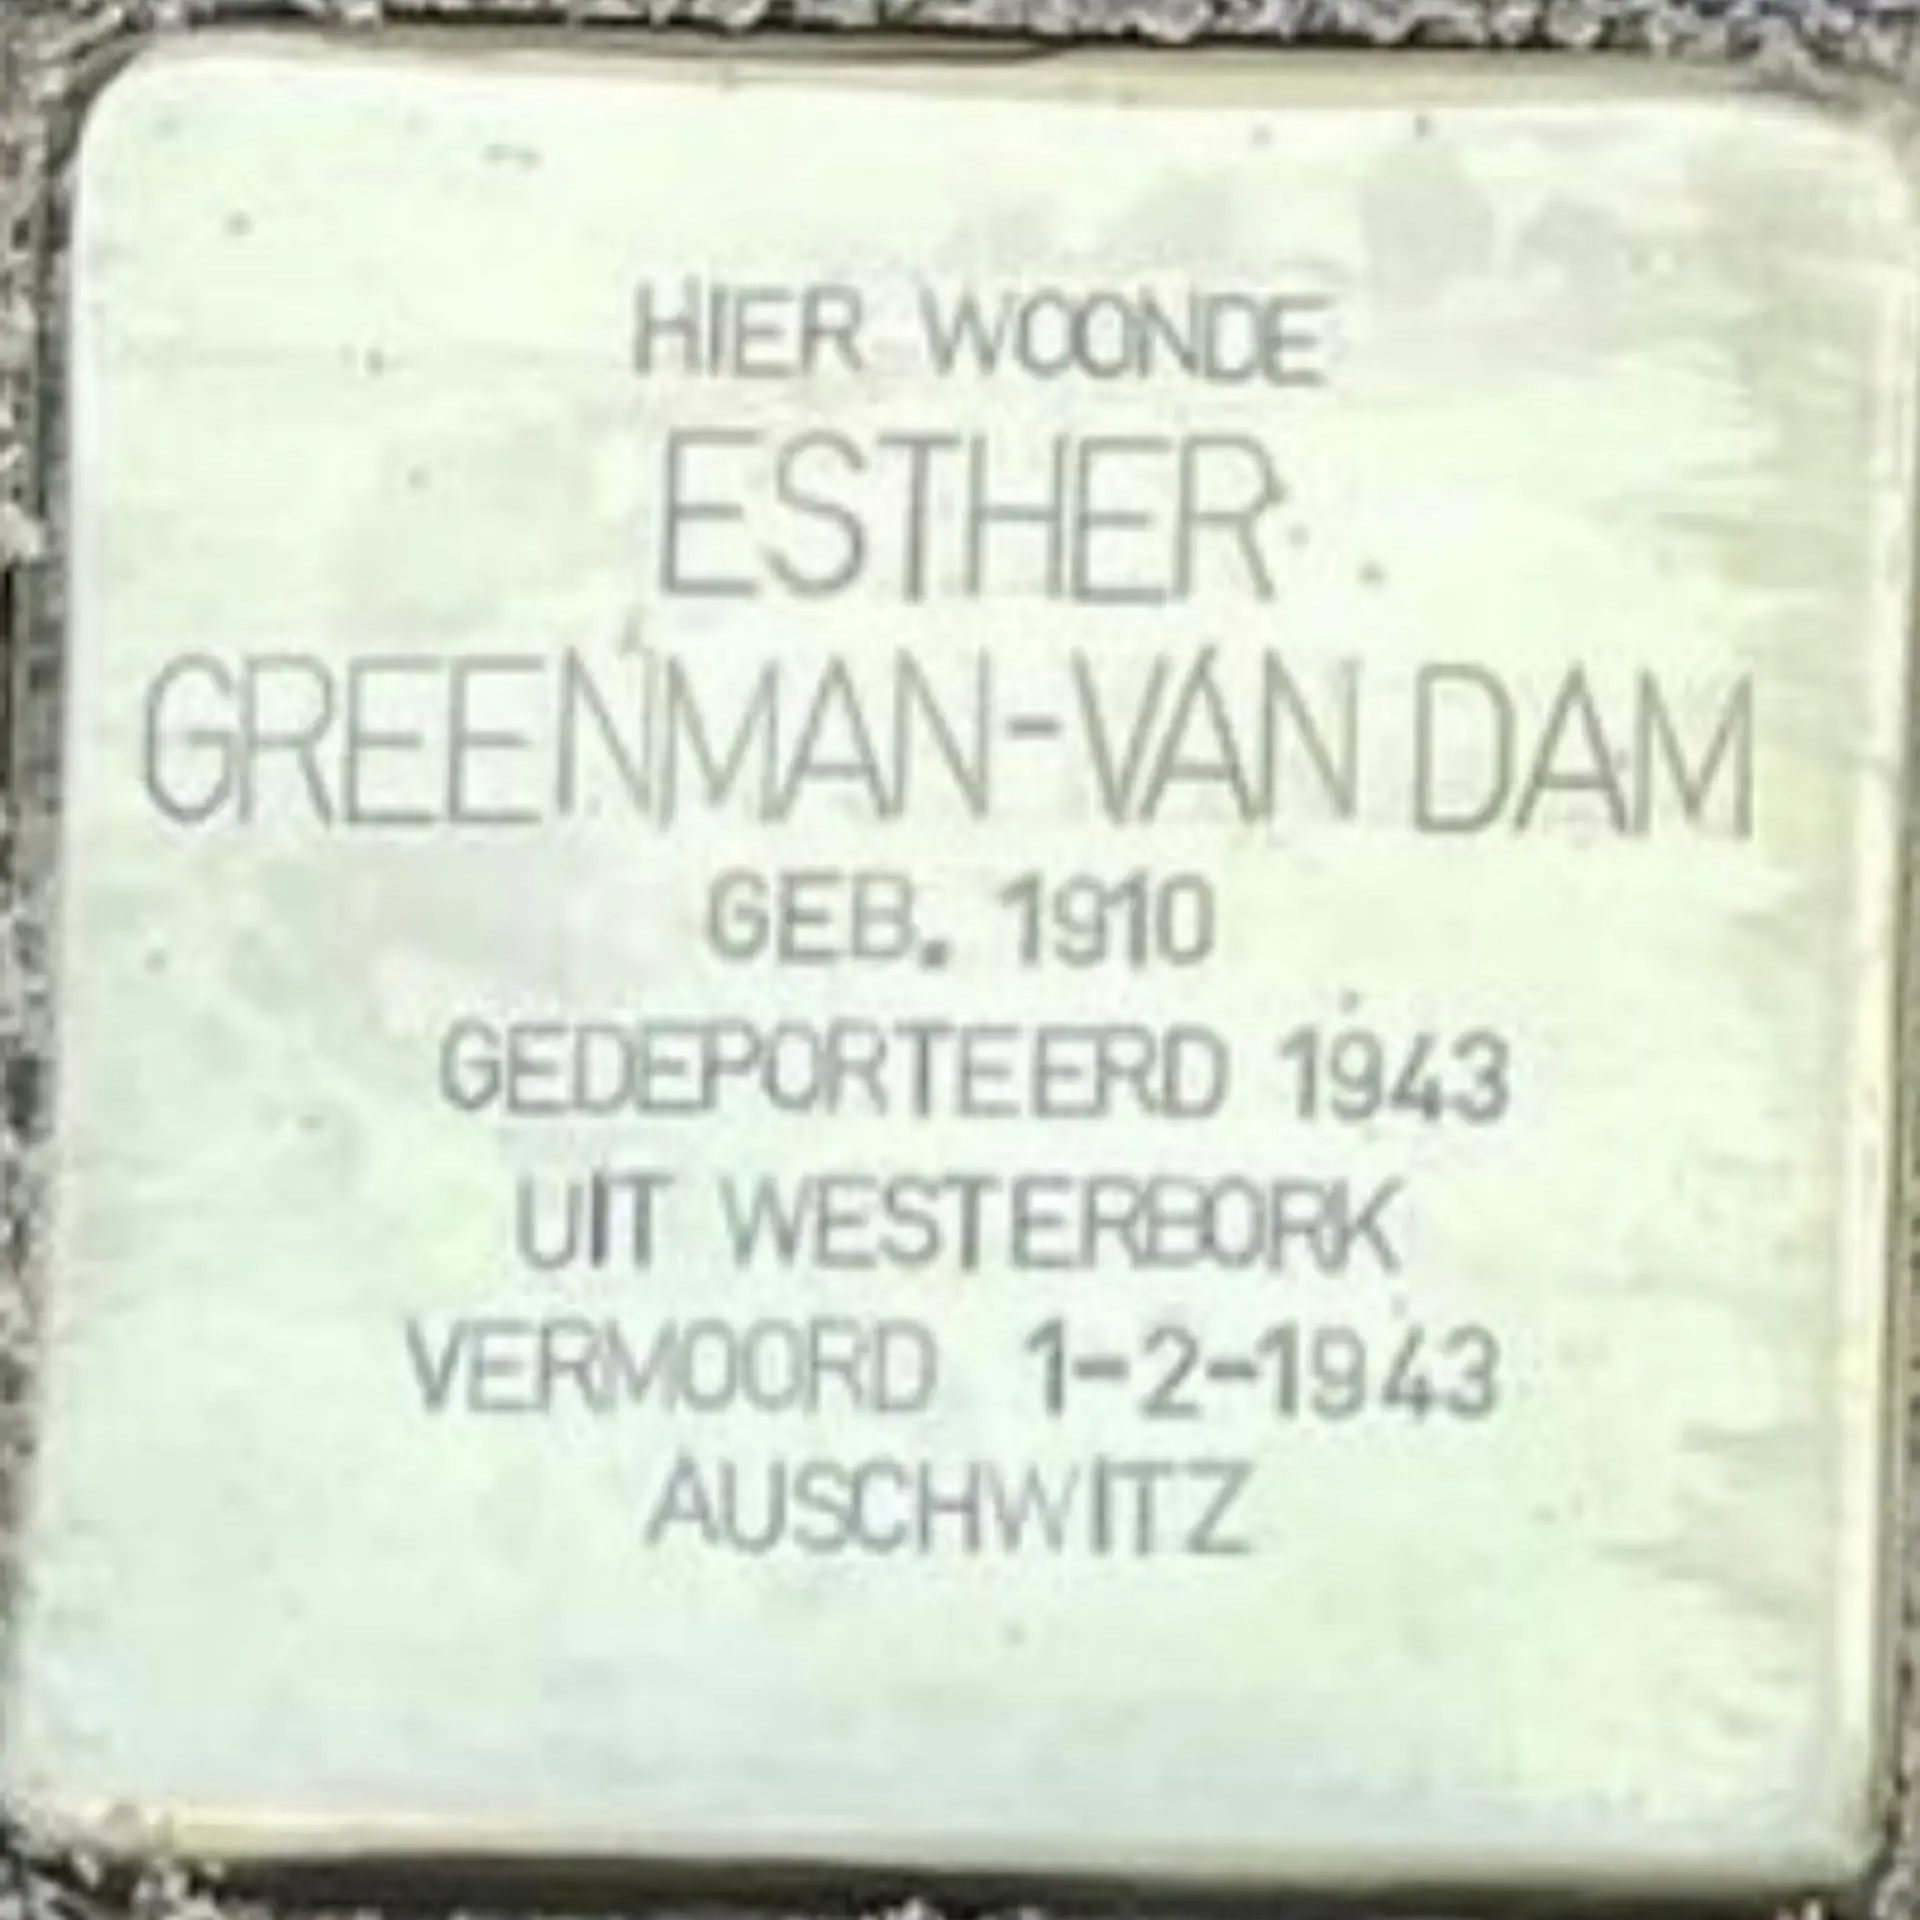 HIER WOONDE
ESTHER
GREENMAN-VAN DAM
GEB. 1910
GEDEPORTEERD 1943
UIT WESTERBORK
VERMOORD 1-2-1943
AUSCHWITZ